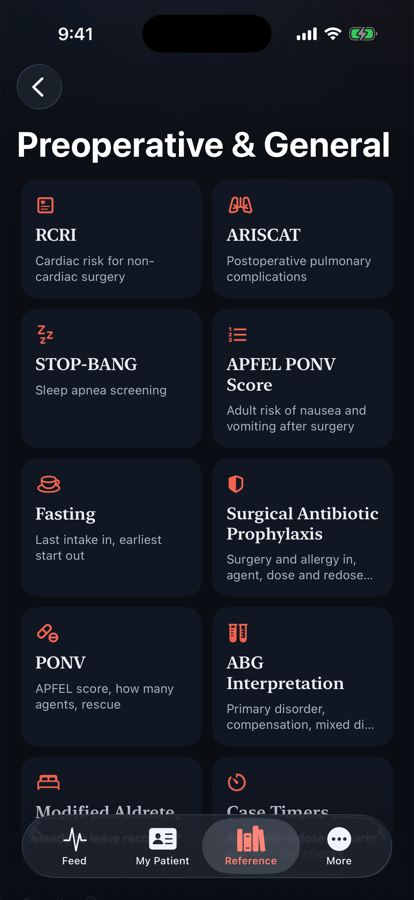 9:41
Preoperative & General
RCRI
Cardiac risk for non-
cardiac surgery
ARISCAT
Postoperative pulmonary
complications
STOP-BANG
Sleep apnea screening
APFEL PONV
Score
Adult risk of nausea and
vomiting after surgery
Fasting
Last intake in, earliest
start out
Surgical Antibiotic
Prophylaxis
Surgery and allergy in,
agent, dose and redose...
PONV
APFEL score, how many
agents, rescue
ABG
Interpretation
Primary disorder,
compensation, mixed di...
Modified Aldrete
Case Timers
Feed
My Patient
Reference
More